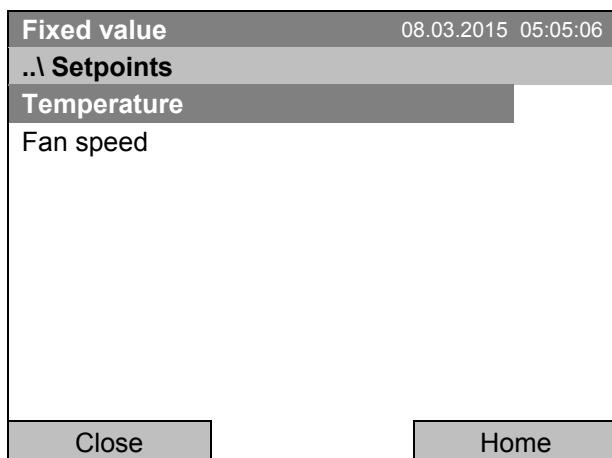 Fixed value 08.03.2015 05:05:06
..\ Setpoints
Temperature
Fan speed
Close Home